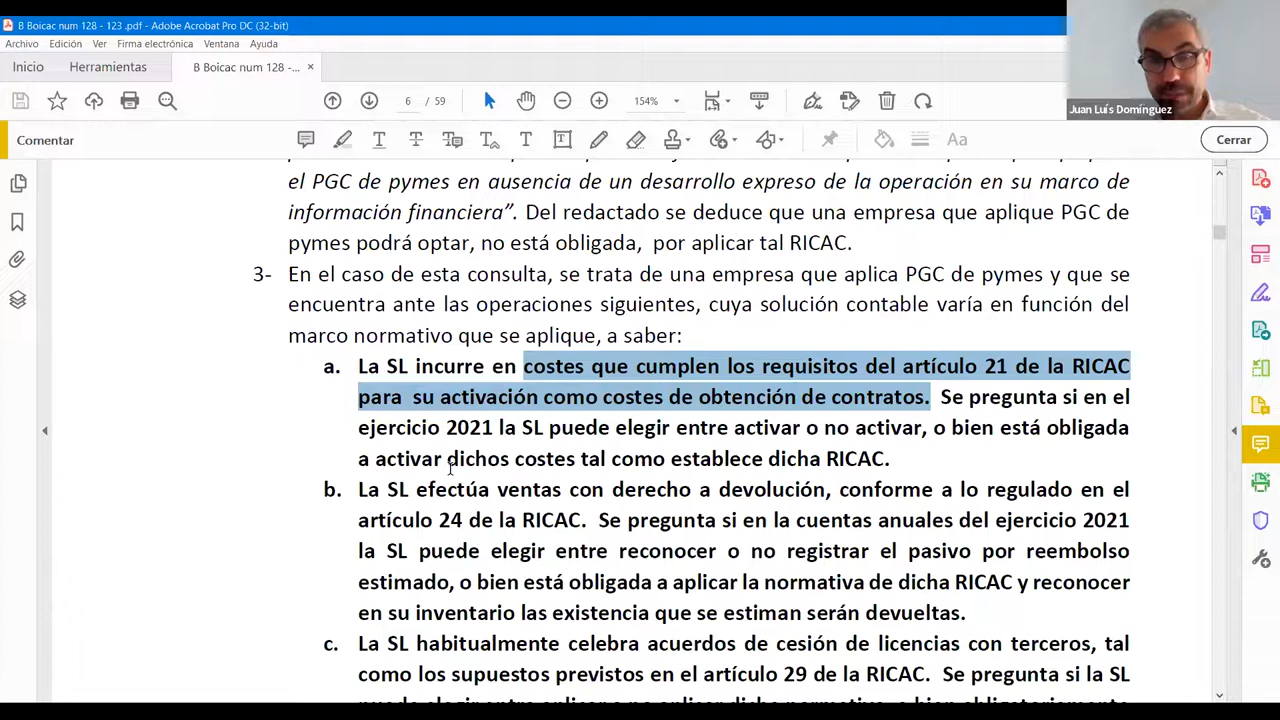 B Boicac num 128 - 123 .pdf - Adobe Acrobat Pro DC (32-bit)
Archivo Edición Ver Firma electrónica Ventana Ayuda
Inicio Herramientas B Boicac num 128 -... ×
6 / 59 154%
Juan Luís Domínguez
Comentar Cerrar
el PGC de pymes en ausencia de un desarrollo expreso de la operación en su marco de
información financiera”. Del redactado se deduce que una empresa que aplique PGC de
pymes podrá optar, no está obligada, por aplicar tal RICAC.
3- En el caso de esta consulta, se trata de una empresa que aplica PGC de pymes y que se
encuentra ante las operaciones siguientes, cuya solución contable varía en función del
marco normativo que se aplique, a saber:
a. La SL incurre en costes que cumplen los requisitos del artículo 21 de la RICAC
para su activación como costes de obtención de contratos. Se pregunta si en el
ejercicio 2021 la SL puede elegir entre activar o no activar, o bien está obligada
a activar dichos costes tal como establece dicha RICAC.
b. La SL efectúa ventas con derecho a devolución, conforme a lo regulado en el
artículo 24 de la RICAC. Se pregunta si en la cuentas anuales del ejercicio 2021
la SL puede elegir entre reconocer o no registrar el pasivo por reembolso
estimado, o bien está obligada a aplicar la normativa de dicha RICAC y reconocer
en su inventario las existencia que se estiman serán devueltas.
c. La SL habitualmente celebra acuerdos de cesión de licencias con terceros, tal
como los supuestos previstos en el artículo 29 de la RICAC. Se pregunta si la SL